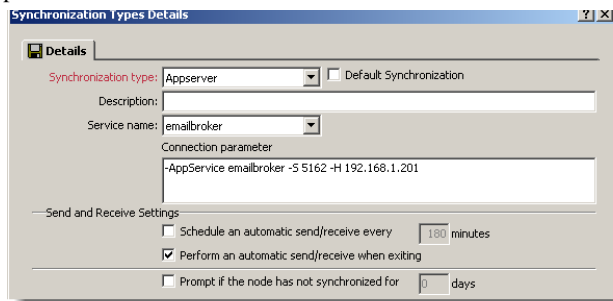 Synchronization Types Details
Details
Synchronization type: Appserver Default Synchronization
Description:
Service name: emailbroker
Connection parameter
-AppService emailbroker -S 5162 -H 192.168.1.201
Send and Receive Settings
Schedule an automatic send/receive every 180 minutes
Perform an automatic send/receive when exiting
Prompt if the node has not synchronized for 0 days